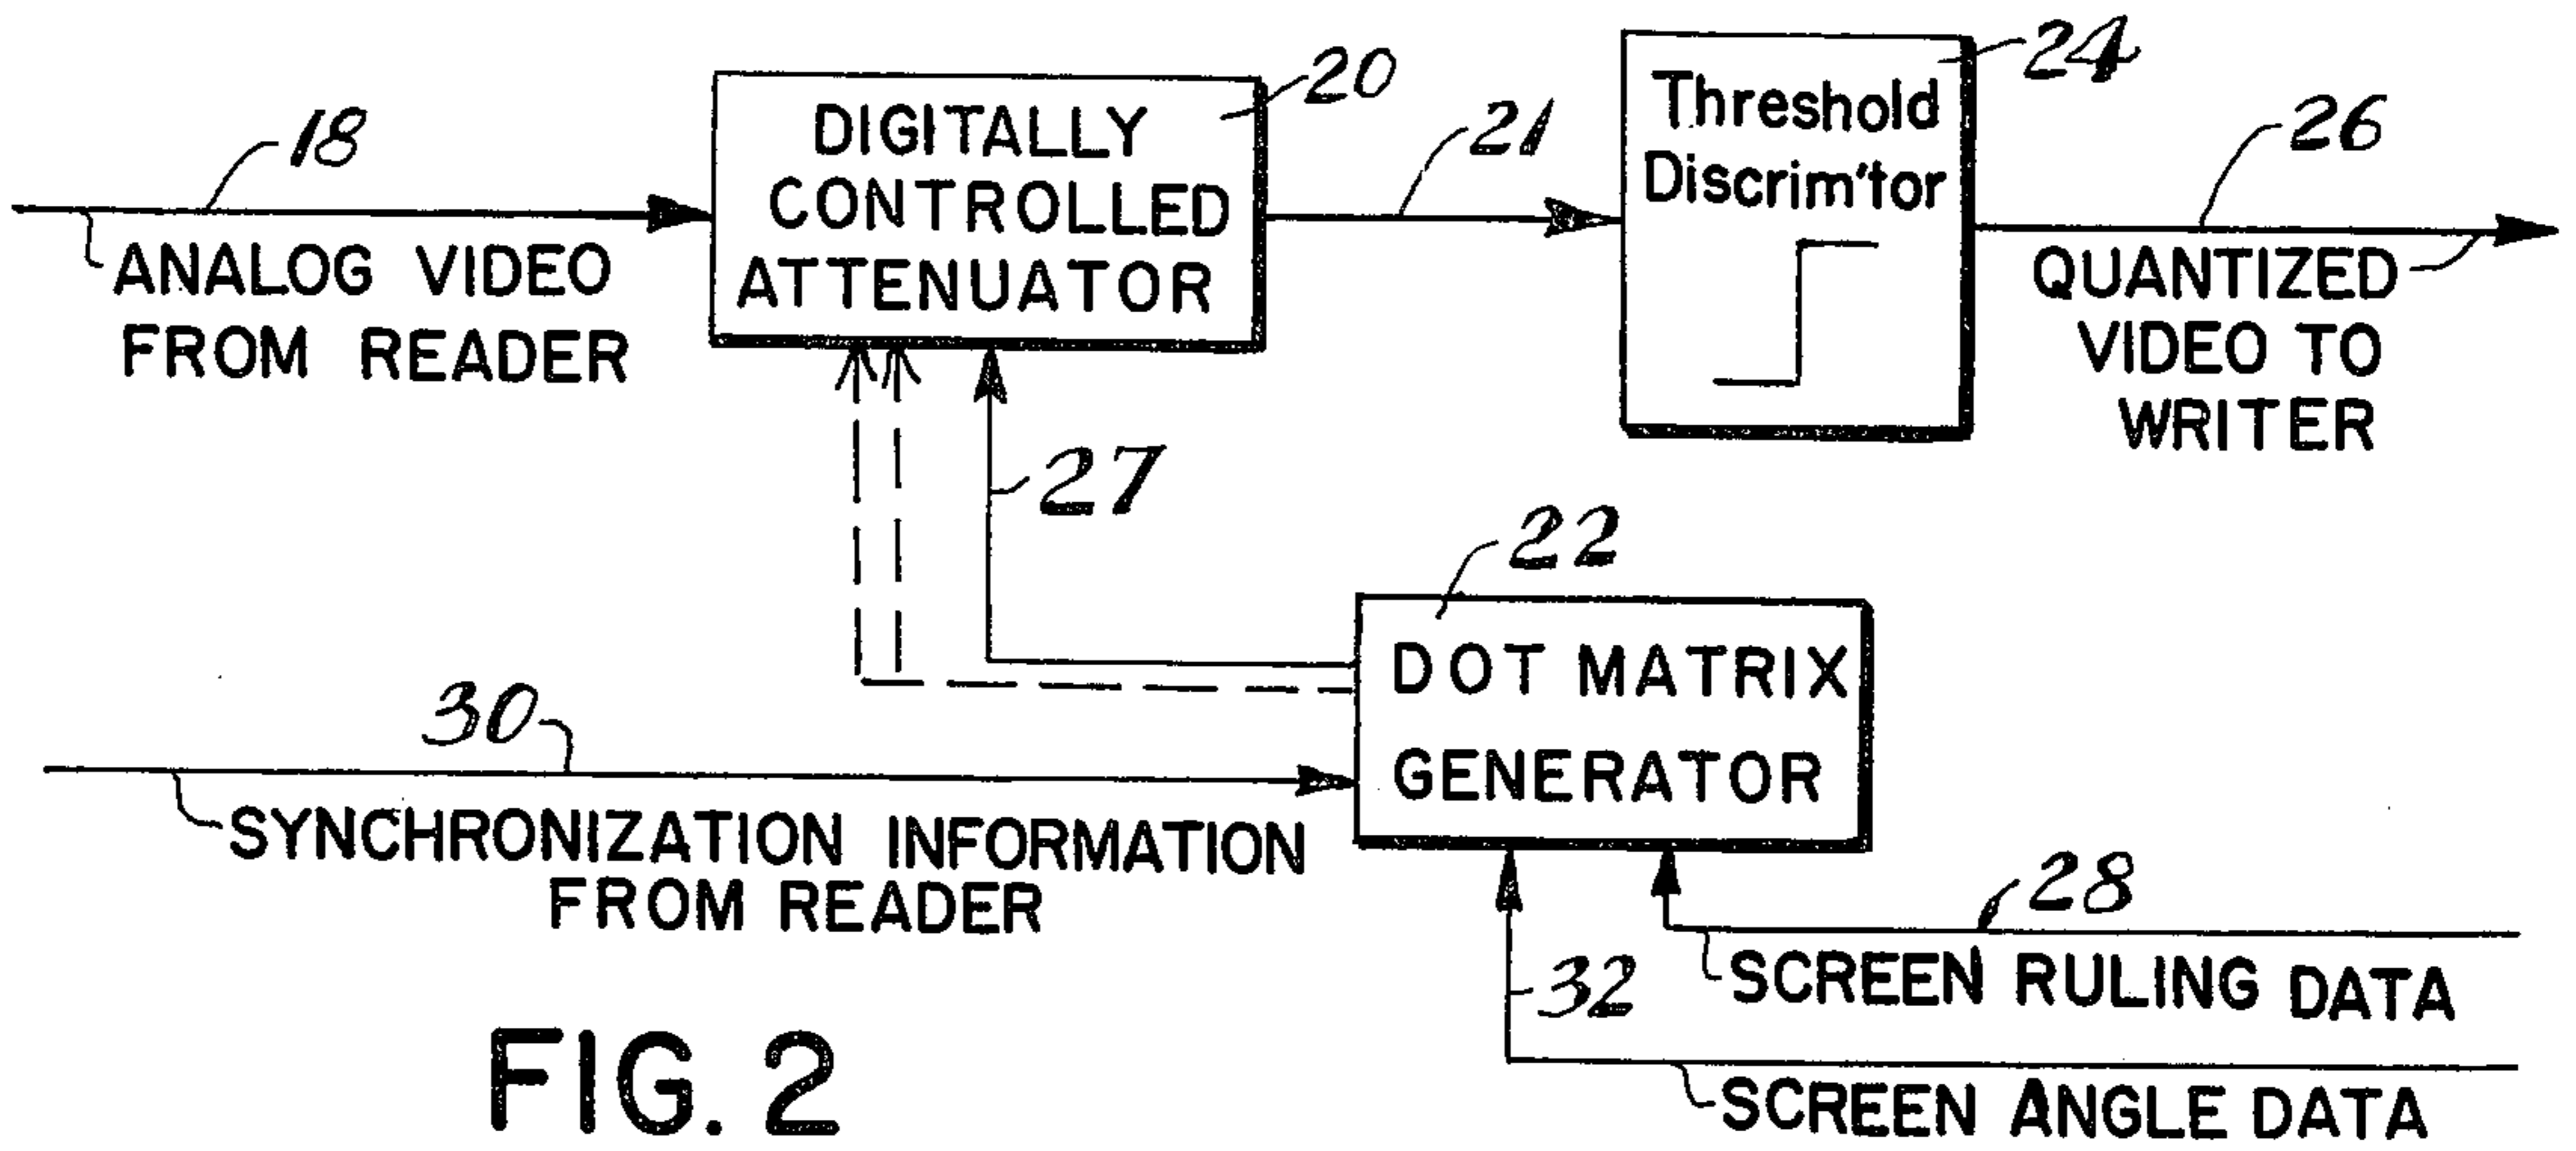 20
24
18
21
26
DIGITALLY
CONTROLLED
ATTENUATOR
Threshold
Discrim'tor
ANALOG VIDEO
FROM READER
QUANTIZED
VIDEO TO
WRITER
27
22
DOT MATRIX
GENERATOR
30
SYNCHRONIZATION INFORMATION
FROM READER
28
SCREEN RULING DATA
32
SCREEN ANGLE DATA
FIG. 2